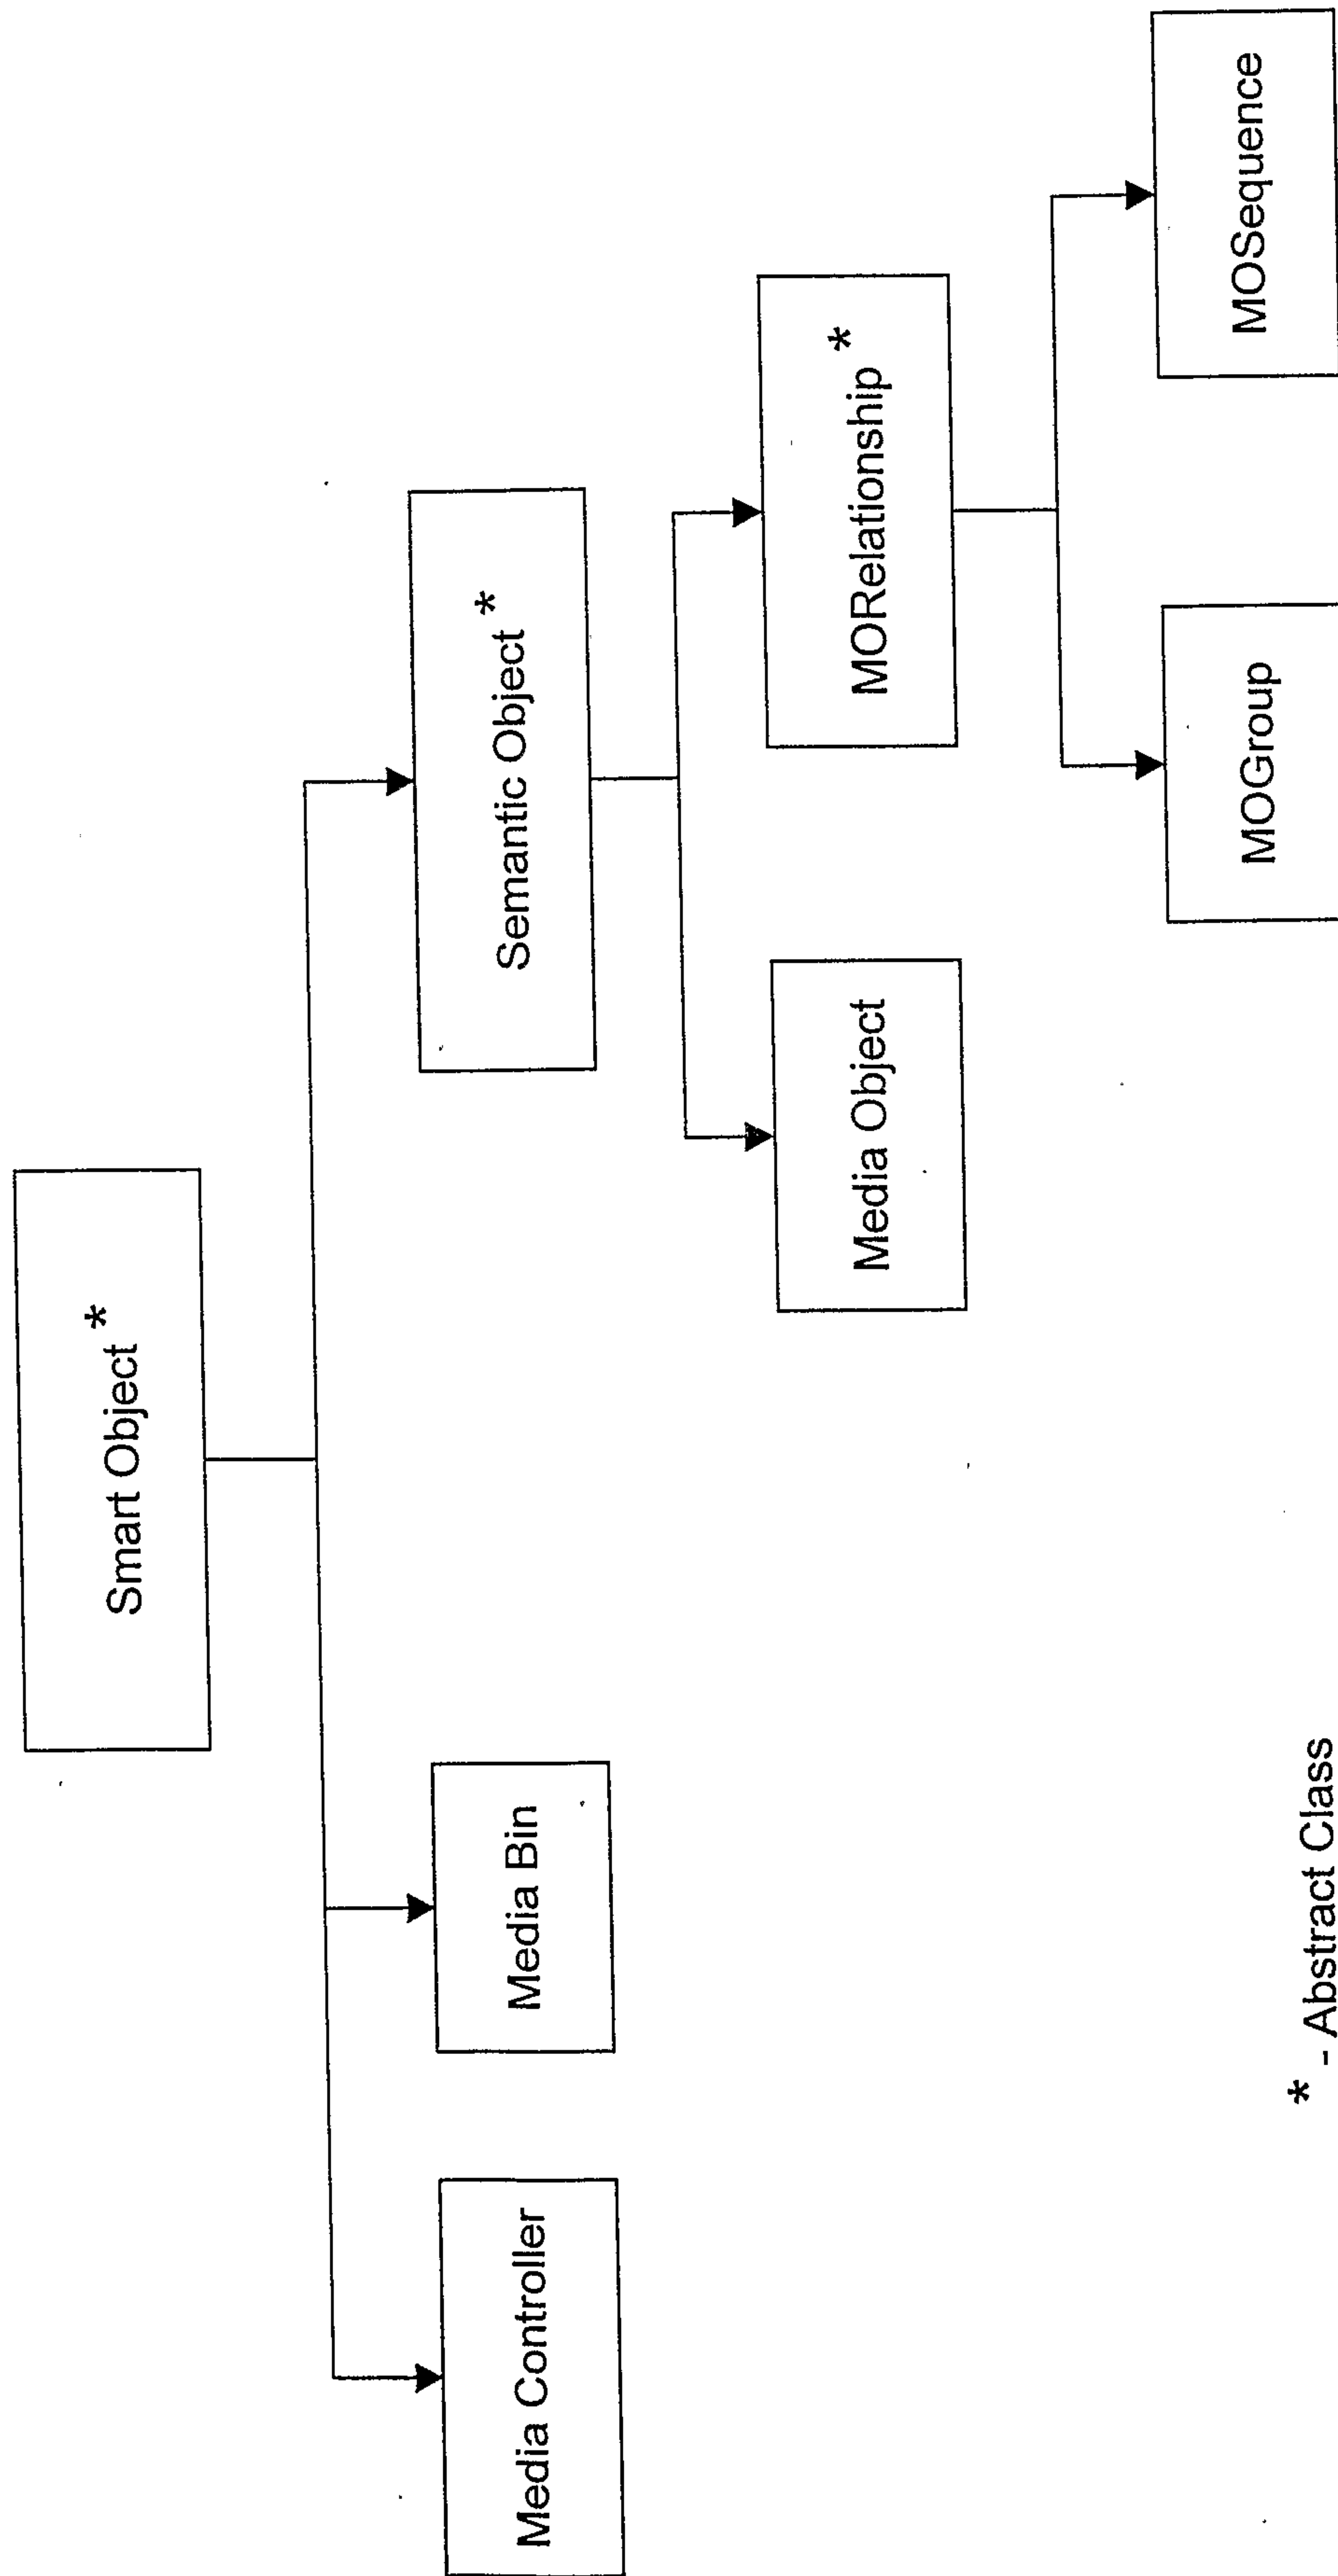 Smart Object *
Media Controller
Media Bin
Semantic Object *
Media Object
MORelationship *
MOGroup
MOSequence
* - Abstract Class